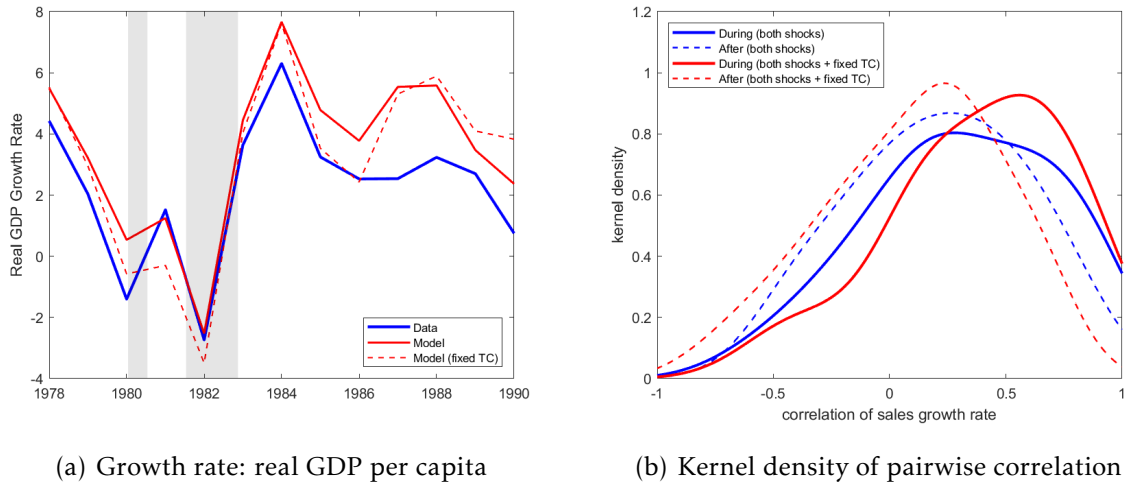 8
6
4
2
0
-2
-4
Real GDP Growth Rate
1978
1980
1982
1984
1986
1988
1990
Data
Model
Model (fixed TC)
(a) Growth rate: real GDP per capita
During (both shocks)
After (both shocks)
During (both shocks + fixed TC)
After (both shocks + fixed TC)
1.2
1
0.8
0.6
0.4
0.2
0
kernel density
-1
-0.5
0
0.5
1
correlation of sales growth rate
(b) Kernel density of pairwise correlation